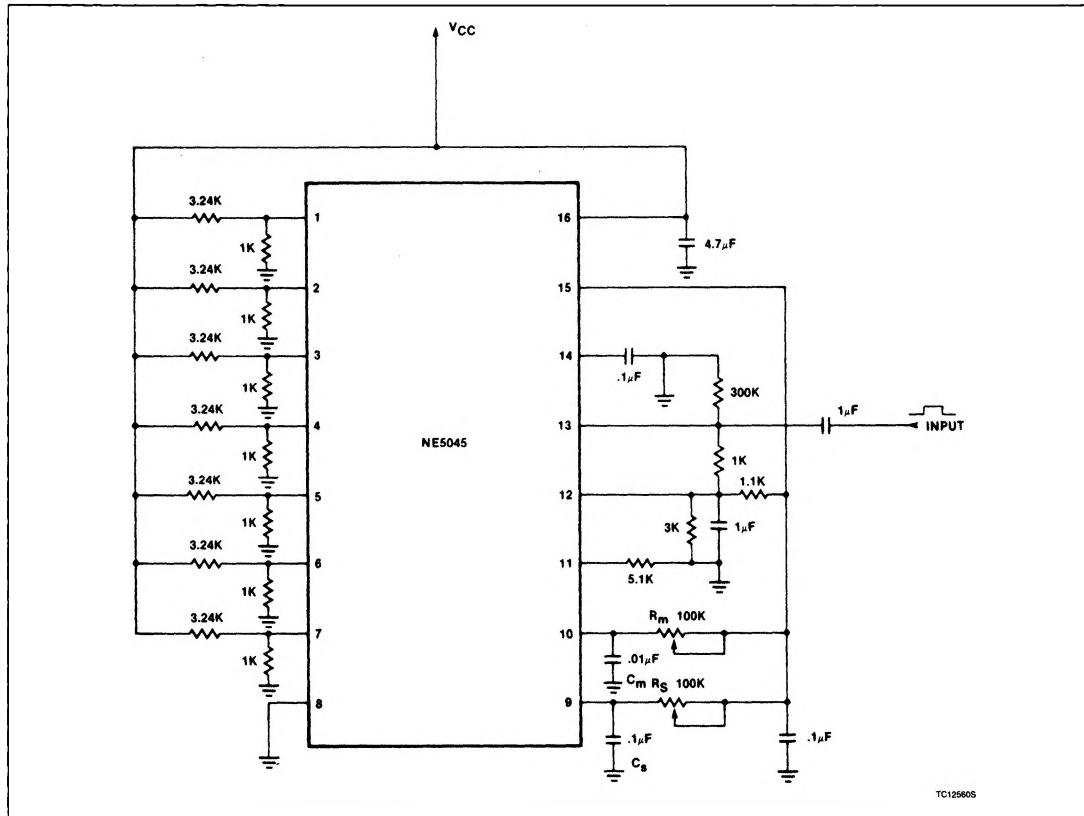 VCC
3.24K
1
16
1K
4.7μF
3.24K
2
15
1K
3.24K
3
14
.1μF
1K
300K
3.24K
4
13
1μF
INPUT
NE5045
1K
1K
1.1K
3.24K
5
12
1K
3K
1μF
3.24K
6
11
5.1K
1K
3.24K
Rm 100K
7
10
1K
.01μF
Cm RS 100K
8
9
.1μF
.1μF
Cs
TC12560S